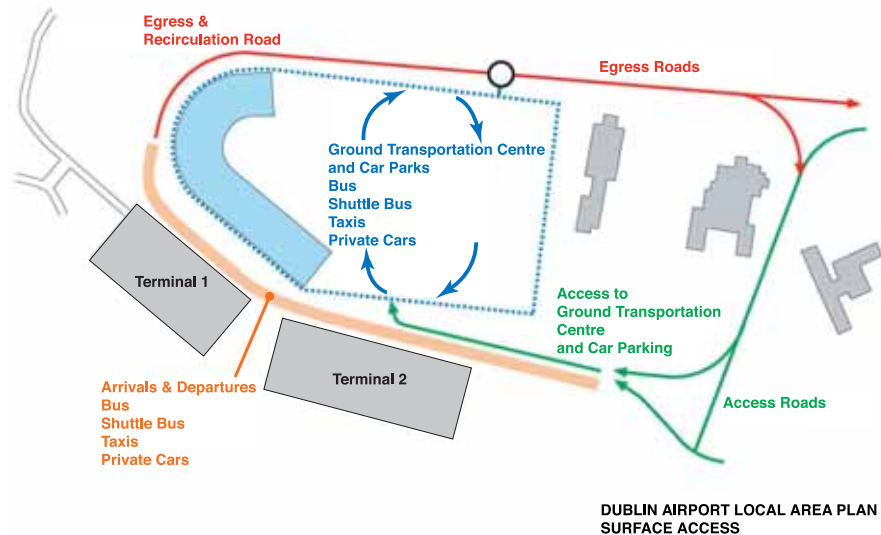 Egress &
Recirculation Road
Egress Roads
Ground Transportation Centre
and Car Parks
Bus
Shuttle Bus
Taxis
Private Cars
Terminal 1
Access to
Ground Transportation
Centre
and Car Parking
Terminal 2
Arrivals & Departures
Bus
Shuttle Bus
Taxis
Private Cars
Access Roads
DUBLIN AIRPORT LOCAL AREA PLAN
SURFACE ACCESS